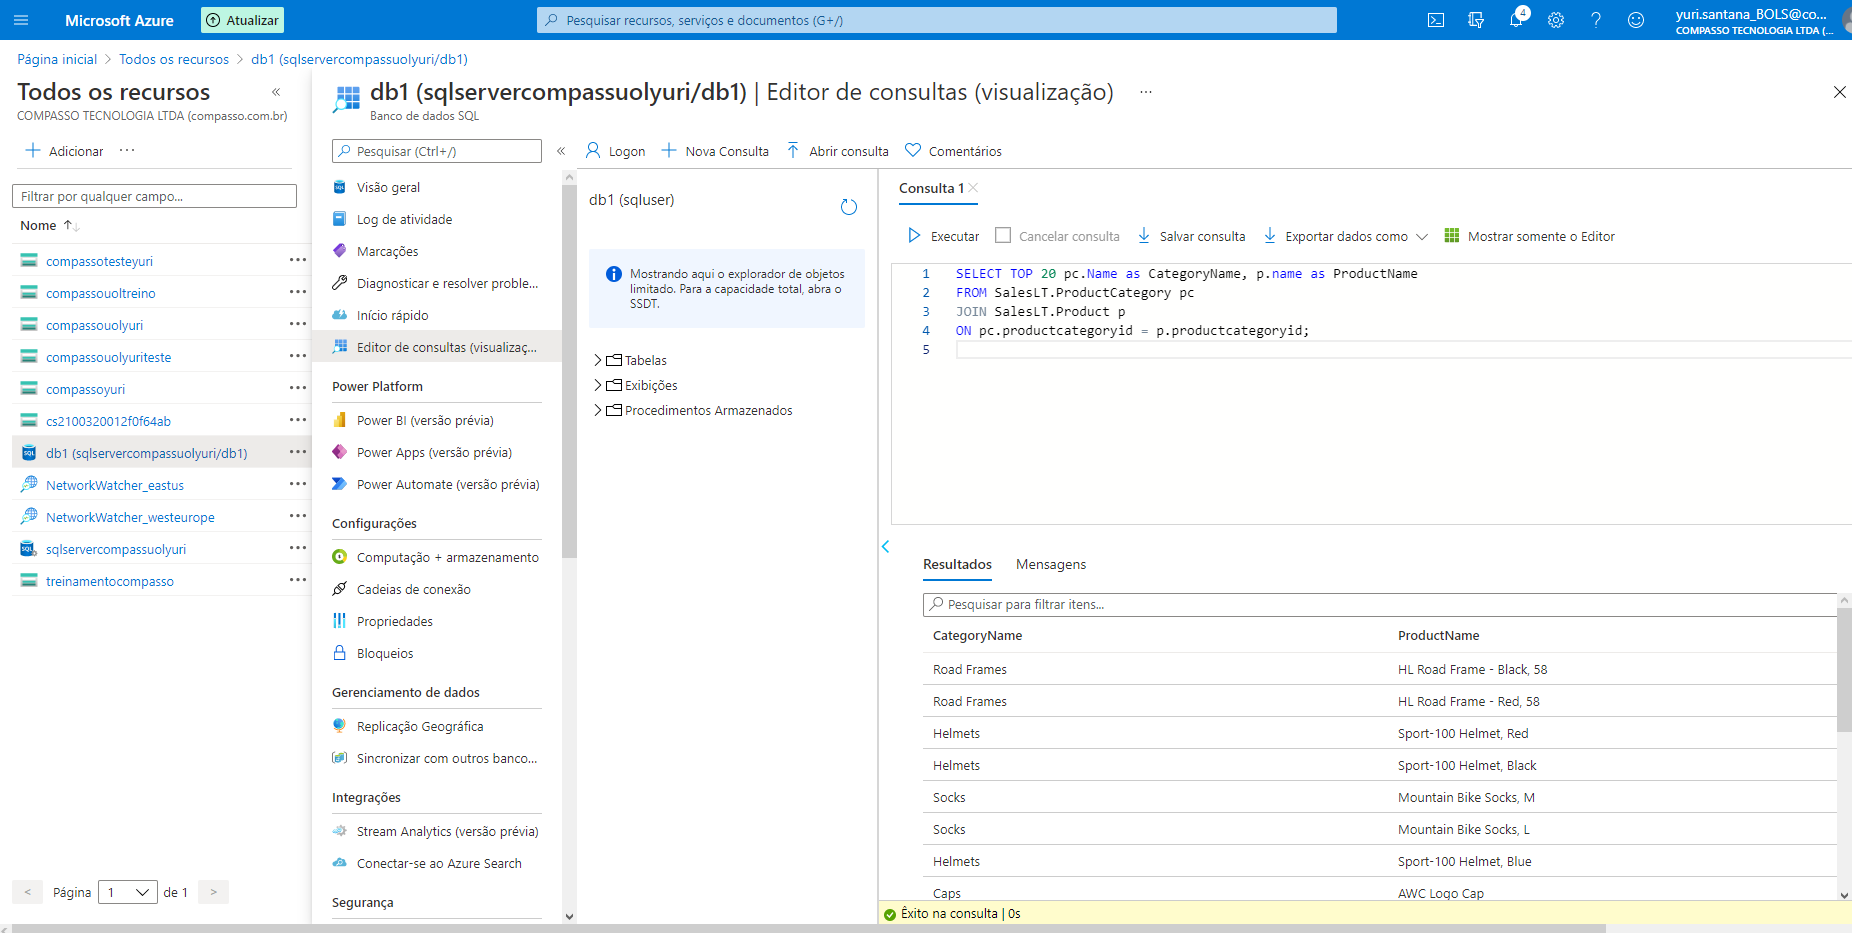 Microsoft Azure
Atualizar
Pesquisar recursos, serviços e documentos (G+/)
4
yuri.santana_BOLS@co...
COMPASSO TECNOLOGIA LTDA (...
Página inicial > Todos os recursos > db1 (sqlservercompassuolyuri/db1)
Todos os recursos
COMPASSO TECNOLOGIA LTDA (compasso.com.br)
Adicionar
Filtrar por qualquer campo...
Nome
compassotesteyuri
compassouoltreino
compassouolyuri
compassouolyuriteste
compassoyuri
cs2100320012f0f64ab
db1 (sqlservercompassuolyuri/db1)
NetworkWatcher_eastus
NetworkWatcher_westeurope
sqlservercompassuolyuri
treinamentocompasso
< Página 1 de 1 >
db1 (sqlservercompassuolyuri/db1) | Editor de consultas (visualização) ...
Banco de dados SQL
Pesquisar (Ctrl+/)
Visão geral
Log de atividade
Marcações
Diagnosticar e resolver proble...
Início rápido
Editor de consultas (visualizaç...
Power Platform
Power BI (versão prévia)
Power Apps (versão prévia)
Power Automate (versão prévia)
Configurações
Computação + armazenamento
Cadeias de conexão
Propriedades
Bloqueios
Gerenciamento de dados
Replicação Geográfica
Sincronizar com outros banco...
Integrações
Stream Analytics (versão prévia)
Conectar-se ao Azure Search
Segurança
Logon
Nova Consulta
Abrir consulta
Comentários
db1 (sqluser)
Mostrando aqui o explorador de objetos
limitado. Para a capacidade total, abra o
SSDT.
Tabelas
Exibições
Procedimentos Armazenados
Consulta 1
Executar
Cancelar consulta
Salvar consulta
Exportar dados como
Mostrar somente o Editor
1 SELECT TOP 20 pc.Name as CategoryName, p.name as ProductName
2 FROM SalesLT.ProductCategory pc
3 JOIN SalesLT.Product p
4 ON pc.productcategoryid = p.productcategoryid;
5
Resultados
Mensagens
Pesquisar para filtrar itens...
CategoryName ProductName
Road Frames HL Road Frame - Black, 58
Road Frames HL Road Frame - Red, 58
Helmets Sport-100 Helmet, Red
Helmets Sport-100 Helmet, Black
Socks Mountain Bike Socks, M
Socks Mountain Bike Socks, L
Helmets Sport-100 Helmet, Blue
Caps AWC Logo Cap
Êxito na consulta | 0s